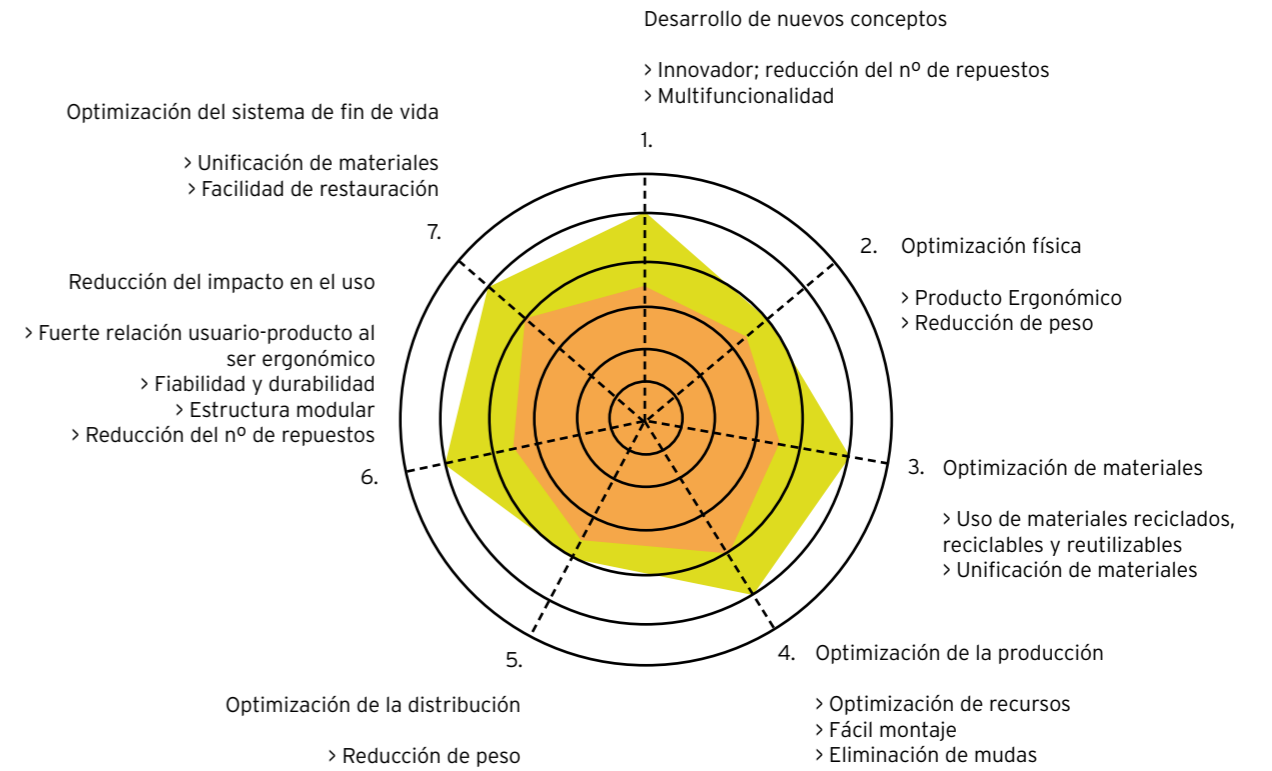 Desarrollo de nuevos conceptos
> Innovador; reducción del nº de repuestos
> Multifuncionalidad
1.
2. Optimización física
> Producto Ergonómico
> Reducción de peso
3. Optimización de materiales
> Uso de materiales reciclados,
reciclables y reutilizables
> Unificación de materiales
4. Optimización de la producción
> Optimización de recursos
> Fácil montaje
> Eliminación de mudas
5.
Optimización de la distribución
> Reducción de peso
Reducción del impacto en el uso
> Fuerte relación usuario-producto al
ser ergonómico
> Fiabilidad y durabilidad
> Estructura modular
> Reducción del nº de repuestos
6.
Optimización del sistema de fin de vida
> Unificación de materiales
> Facilidad de restauración
7.